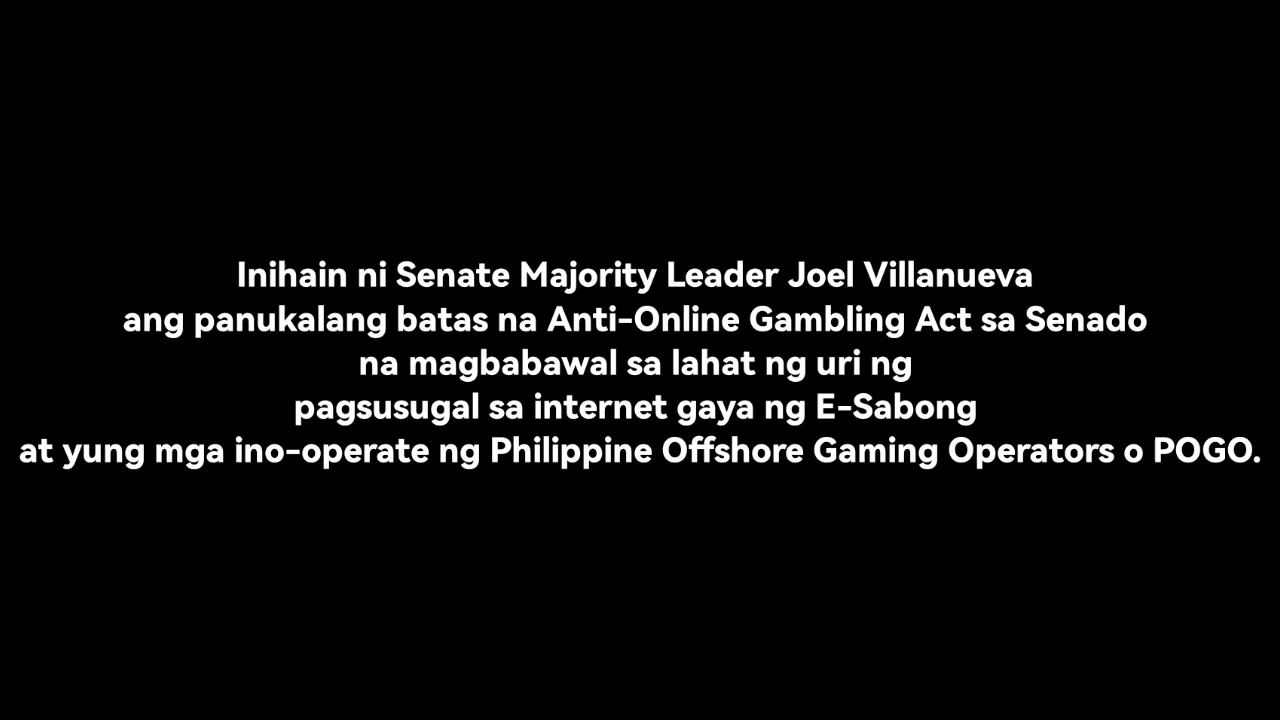 Inihain ni Senate Majority Leader Joel Villanueva
ang panukalang batas na Anti-Online Gambling Act sa Senado
na magbabawal sa lahat ng uri ng
pagsusugal sa internet gaya ng E-Sabong
at yung mga ino-operate ng Philippine Offshore Gaming Operators o POGO.